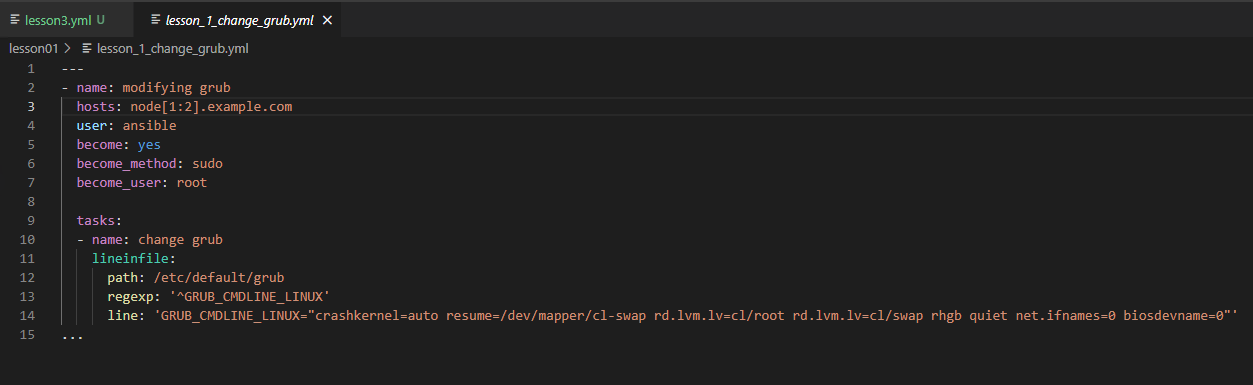 lesson3.yml U lesson_1_change_grub.yml ×
lesson01 > lesson_1_change_grub.yml
1 ---
2 - name: modifying grub
3   hosts: node[1:2].example.com
4   user: ansible
5   become: yes
6   become_method: sudo
7   become_user: root
8
9   tasks:
10   - name: change grub
11     lineinfile:
12       path: /etc/default/grub
13       regexp: '^GRUB_CMDLINE_LINUX'
14       line: 'GRUB_CMDLINE_LINUX="crashkernel=auto resume=/dev/mapper/cl-swap rd.lvm.lv=cl/root rd.lvm.lv=cl/swap rhgb quiet net.ifnames=0 biosdevname=0"'
15 ...